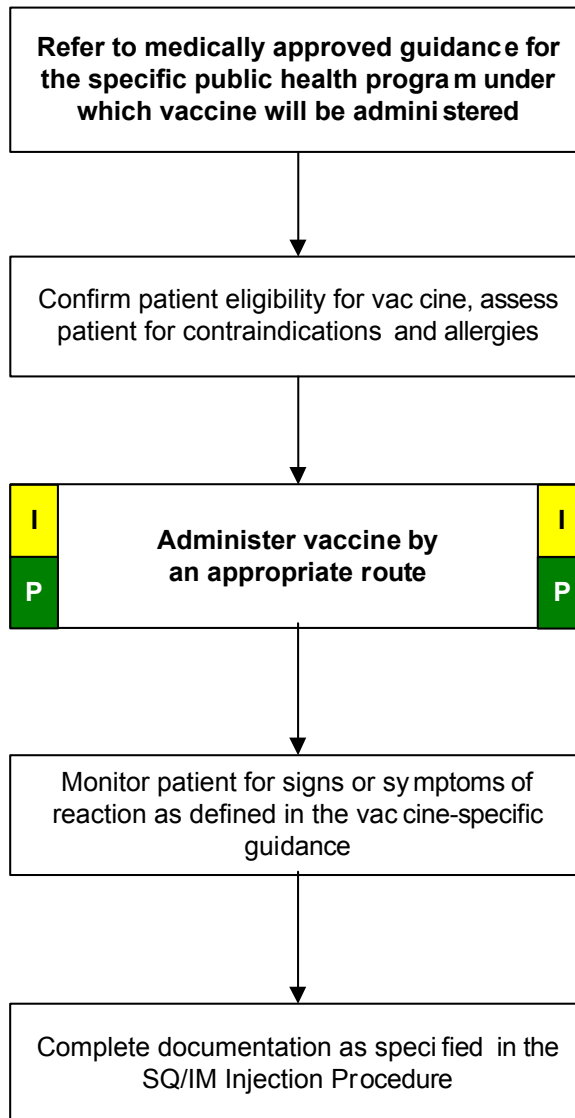 Refer to medically approved guidance for
the specific public health program under
which vaccine will be administered
Confirm patient eligibility for vaccine, assess
patient for contraindications and allergies
I
I
Administer vaccine by
an appropriate route
P
P
Monitor patient for signs or symptoms of
reaction as defined in the vaccine-specific
guidance
Complete documentation as specified in the
SQ/IM Injection Procedure